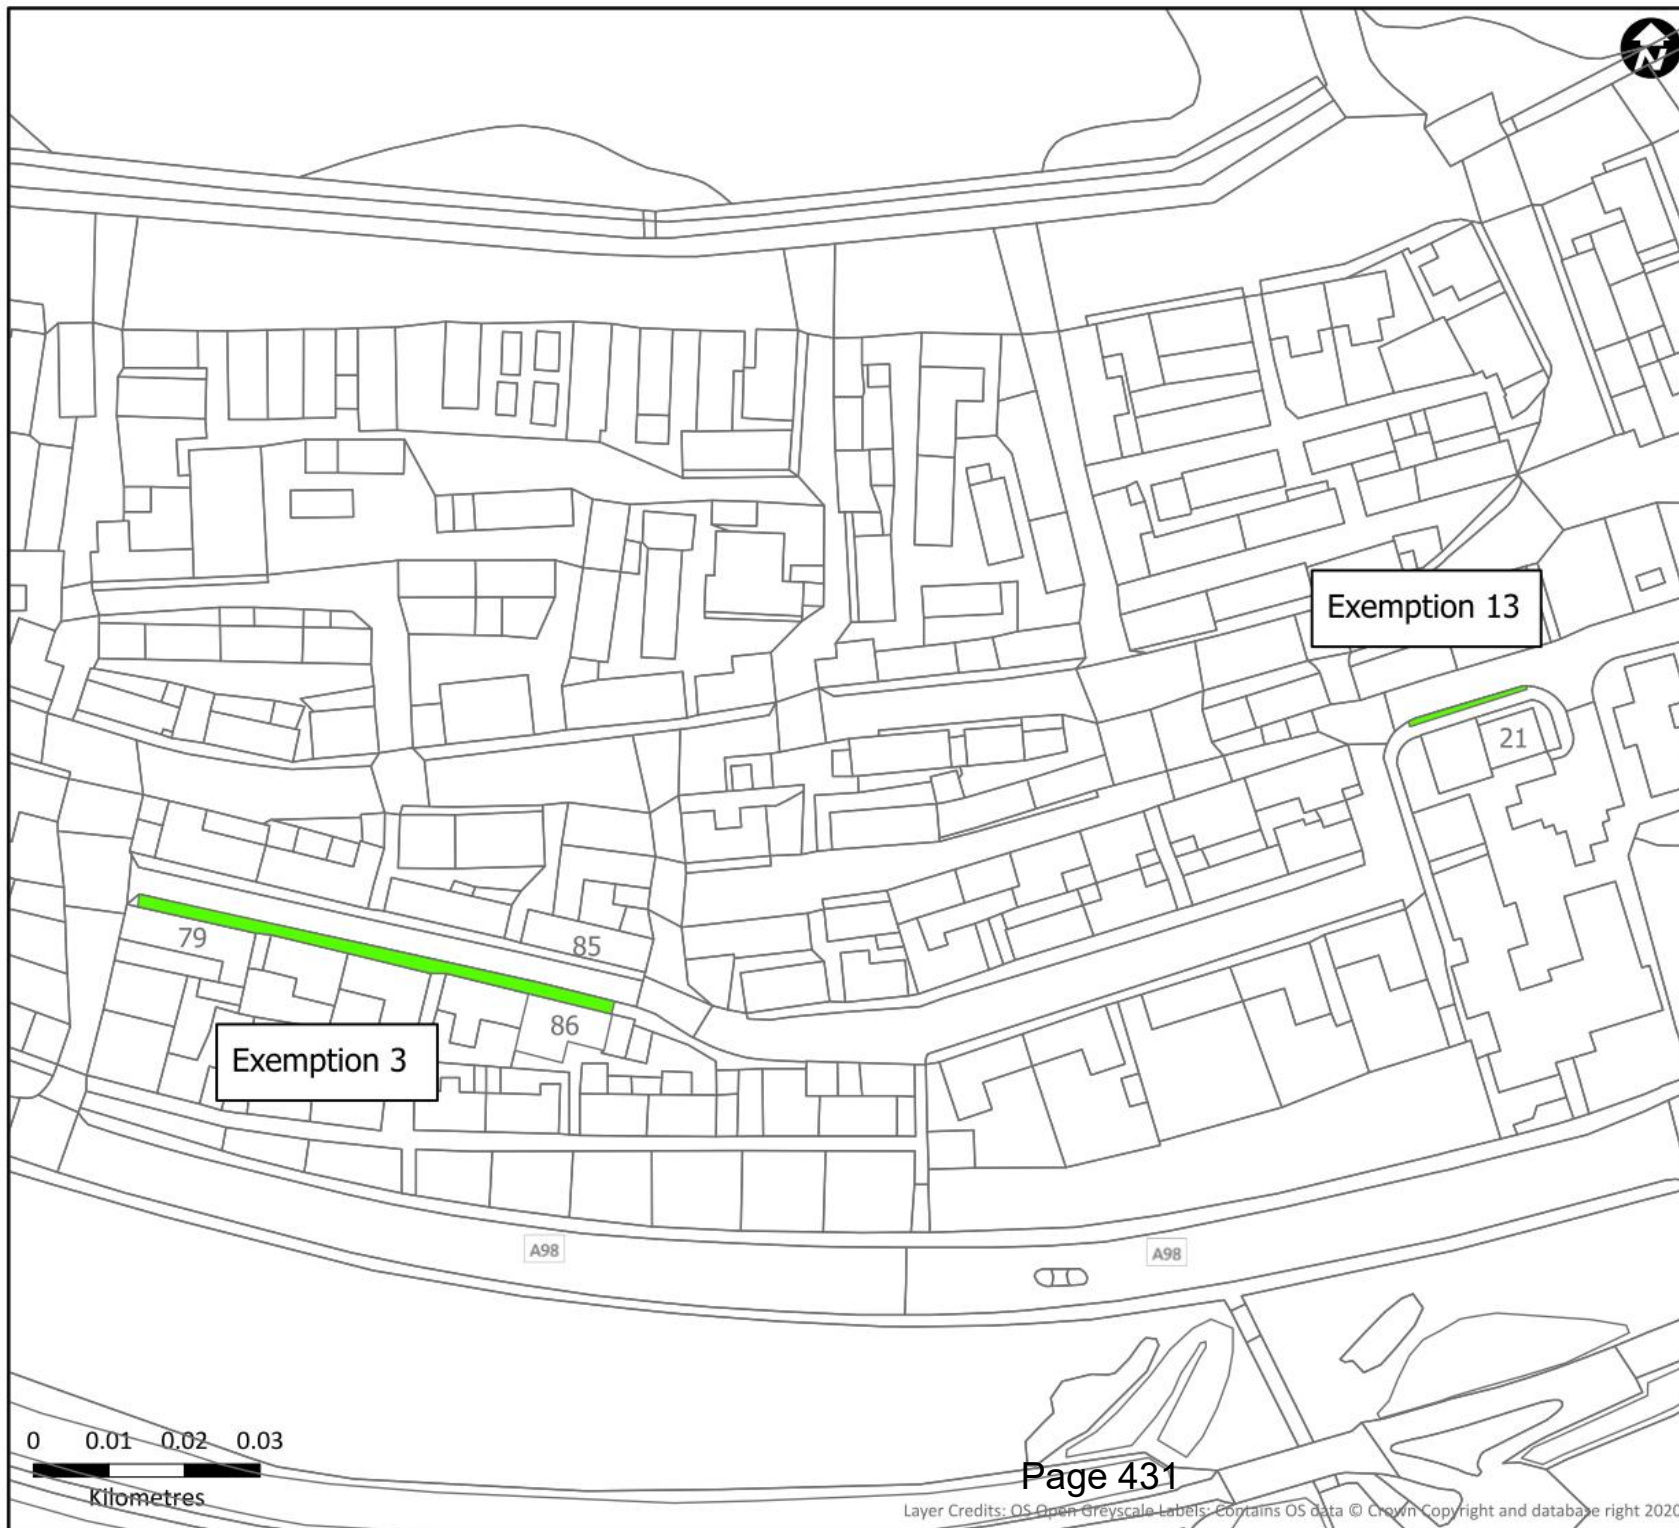 N
Exemption 13
21
79
85
86
Exemption 3
A98
A98
0 0.01 0.02 0.03
Kilometres
Page 431
Layer Credits: OS Open Greyscale Labels: Contains OS data © Crown Copyright and database right 2020